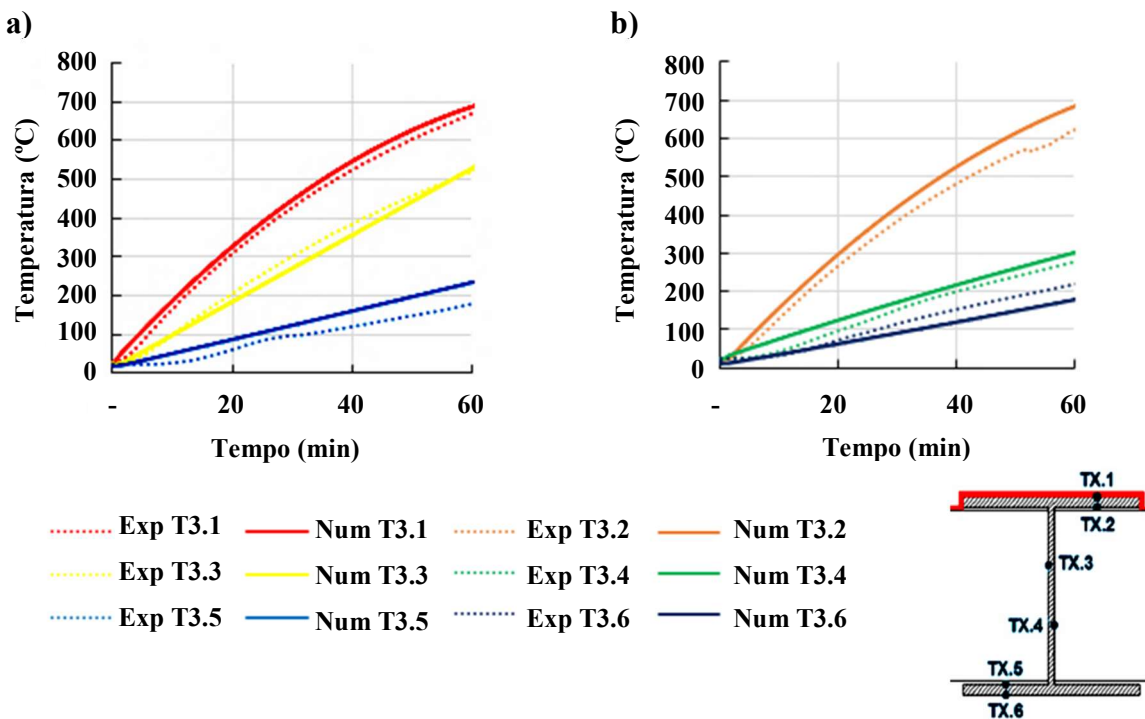 a)
800
700
600
500
400
300
200
100
0
Temperatura (ºC)
- 20 40 60
Tempo (min)
b)
800
700
600
500
400
300
200
100
0
Temperatura (ºC)
- 20 40 60
Tempo (min)
Exp T3.1 Num T3.1 Exp T3.2 Num T3.2
Exp T3.3 Num T3.3 Exp T3.4 Num T3.4
Exp T3.5 Num T3.5 Exp T3.6 Num T3.6
TX.1
TX.2
TX.3
TX.4
TX.5
TX.6